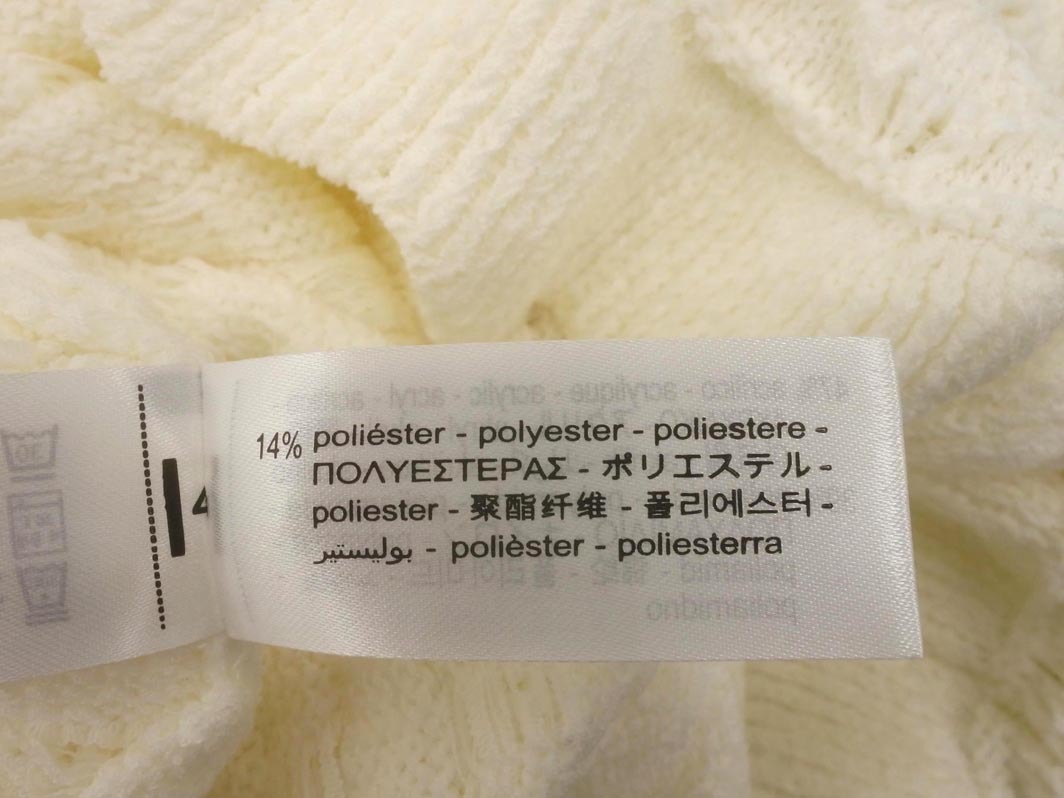 14% poliéster - polyester - poliestere -
ΠΟΛΥΕΣΤΕΡΑΣ - ポリエステル -
poliester - 聚酯纤维 - 폴리에스터 -
بوليستير - polièster - poliesterra